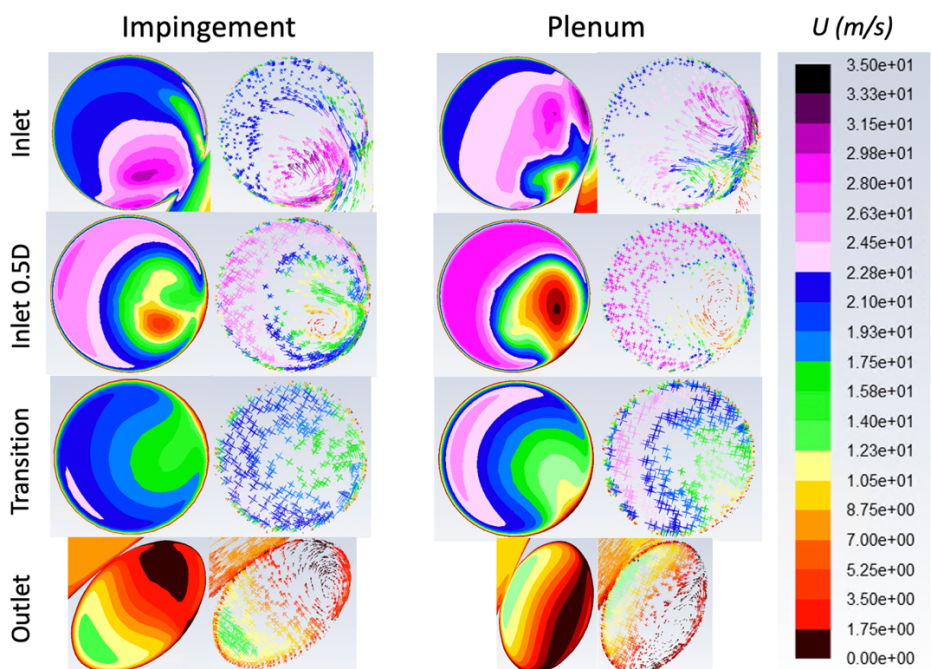 Impingement Plenum U (m/s)
Inlet
Inlet 0.5D
Transition
Outlet
3.50e+01
3.33e+01
3.15e+01
2.98e+01
2.80e+01
2.63e+01
2.45e+01
2.28e+01
2.10e+01
1.93e+01
1.75e+01
1.58e+01
1.40e+01
1.23e+01
1.05e+01
8.75e+00
7.00e+00
5.25e+00
3.50e+00
1.75e+00
0.00e+00